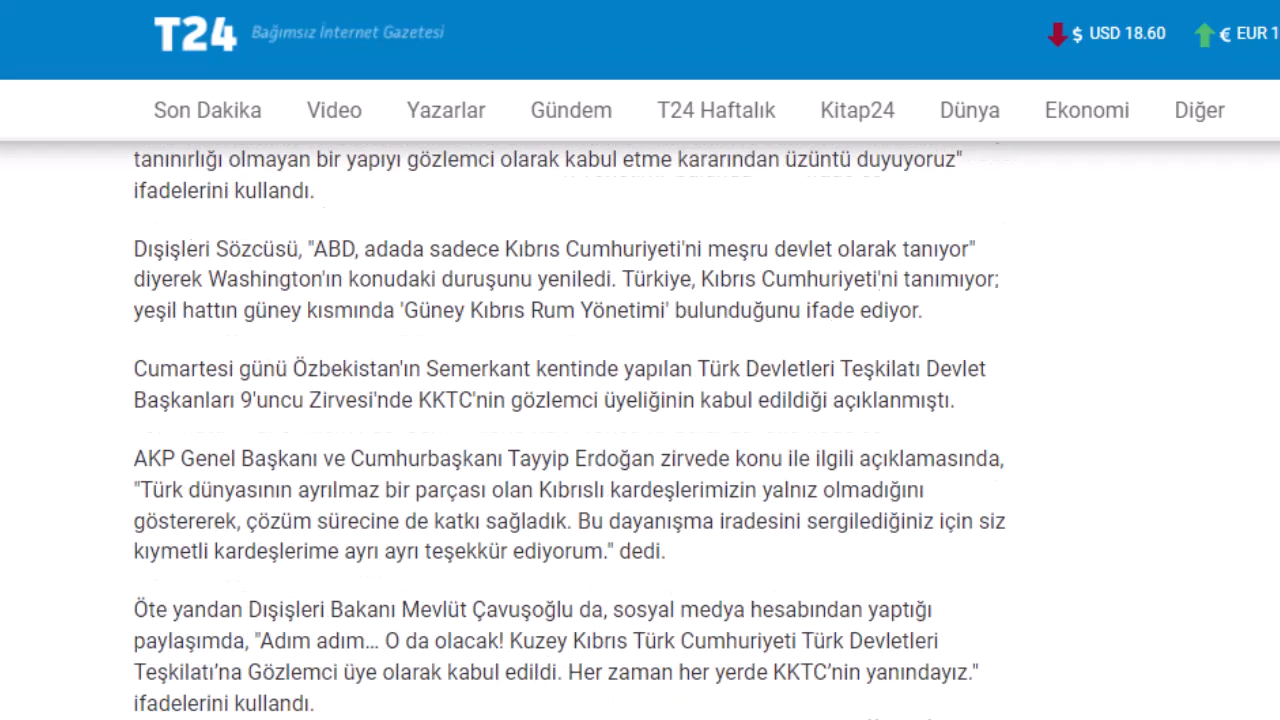 T24 Bağımsız İnternet Gazetesi
$ USD 18.60
€ EUR 1
Son Dakika Video Yazarlar Gündem T24 Haftalık Kitap24 Dünya Ekonomi Diğer
tanınırlığı olmayan bir yapıyı gözlemci olarak kabul etme kararından üzüntü duyuyoruz"
ifadelerini kullandı.
Dışişleri Sözcüsü, "ABD, adada sadece Kıbrıs Cumhuriyeti'ni meşru devlet olarak tanıyor"
diyerek Washington'ın konudaki duruşunu yeniledi. Türkiye, Kıbrıs Cumhuriyeti'ni tanımıyor;
yeşil hattın güney kısmında 'Güney Kıbrıs Rum Yönetimi' bulunduğunu ifade ediyor.
Cumartesi günü Özbekistan'ın Semerkant kentinde yapılan Türk Devletleri Teşkilatı Devlet
Başkanları 9'uncu Zirvesi'nde KKTC'nin gözlemci üyeliğinin kabul edildiği açıklanmıştı.
AKP Genel Başkanı ve Cumhurbaşkanı Tayyip Erdoğan zirvede konu ile ilgili açıklamasında,
"Türk dünyasının ayrılmaz bir parçası olan Kıbrıslı kardeşlerimizin yalnız olmadığını
göstererek, çözüm sürecine de katkı sağladık. Bu dayanışma iradesini sergilediğiniz için siz
kıymetli kardeşlerime ayrı ayrı teşekkür ediyorum." dedi.
Öte yandan Dışişleri Bakanı Mevlüt Çavuşoğlu da, sosyal medya hesabından yaptığı
paylaşımda, "Adım adım… O da olacak! Kuzey Kıbrıs Türk Cumhuriyeti Türk Devletleri
Teşkilatı’na Gözlemci üye olarak kabul edildi. Her zaman her yerde KKTC’nin yanındayız."
ifadelerini kullandı.